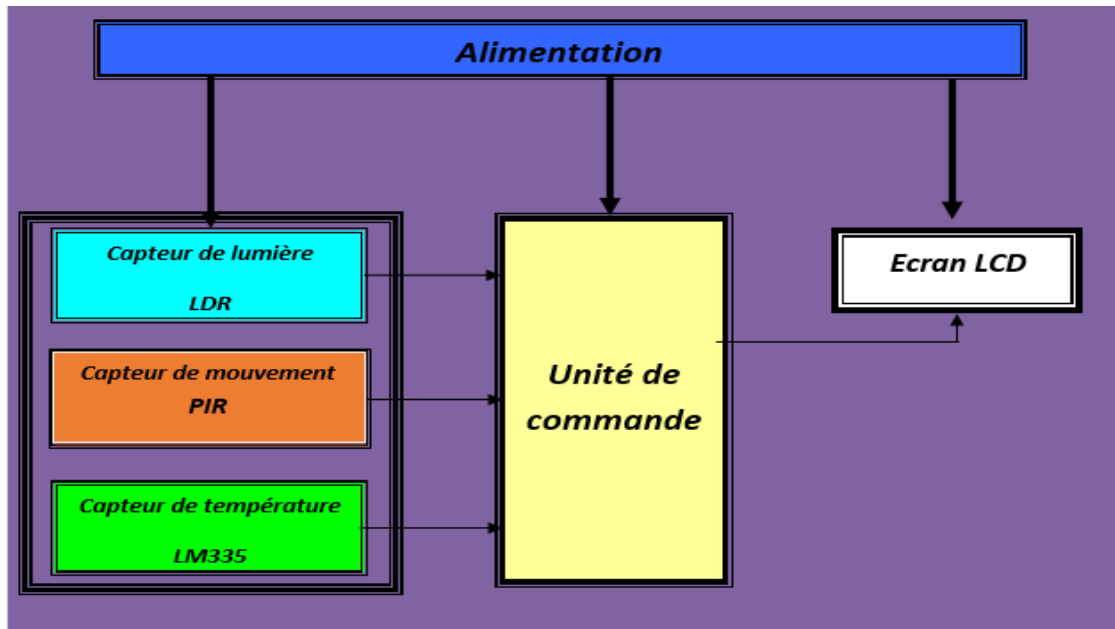 Alimentation
Capteur de lumière
LDR
Capteur de mouvement
PIR
Capteur de température
LM335
Unité de
commande
Ecran LCD